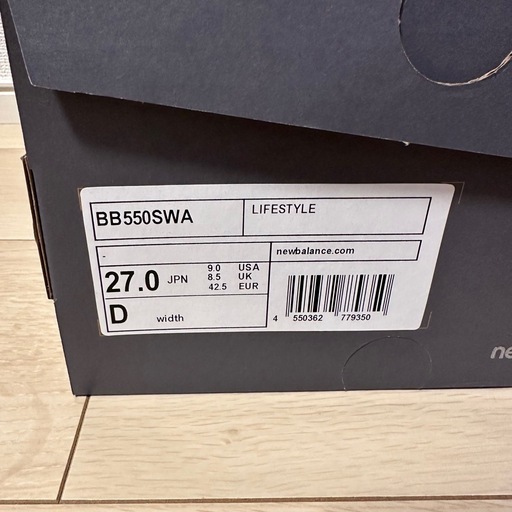 BB550SWA
LIFESTYLE
-
newbalance.com
27.0 JPN
9.0 USA
8.5 UK
42.5 EUR
D width
4 550362 779350
ne